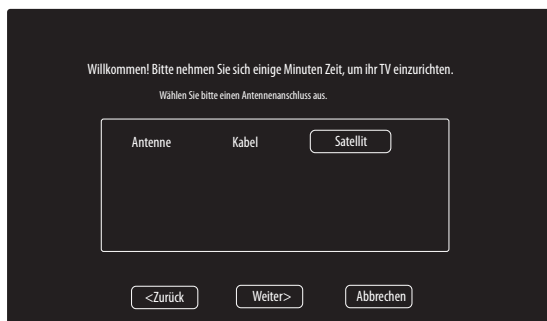 Willkommen! Bitte nehmen Sie sich einige Minuten Zeit, um ihr TV einzurichten.
Wählen Sie bitte einen Antennenanschluss aus.
Antenne Kabel Satellit
<Zurück Weiter> Abbrechen